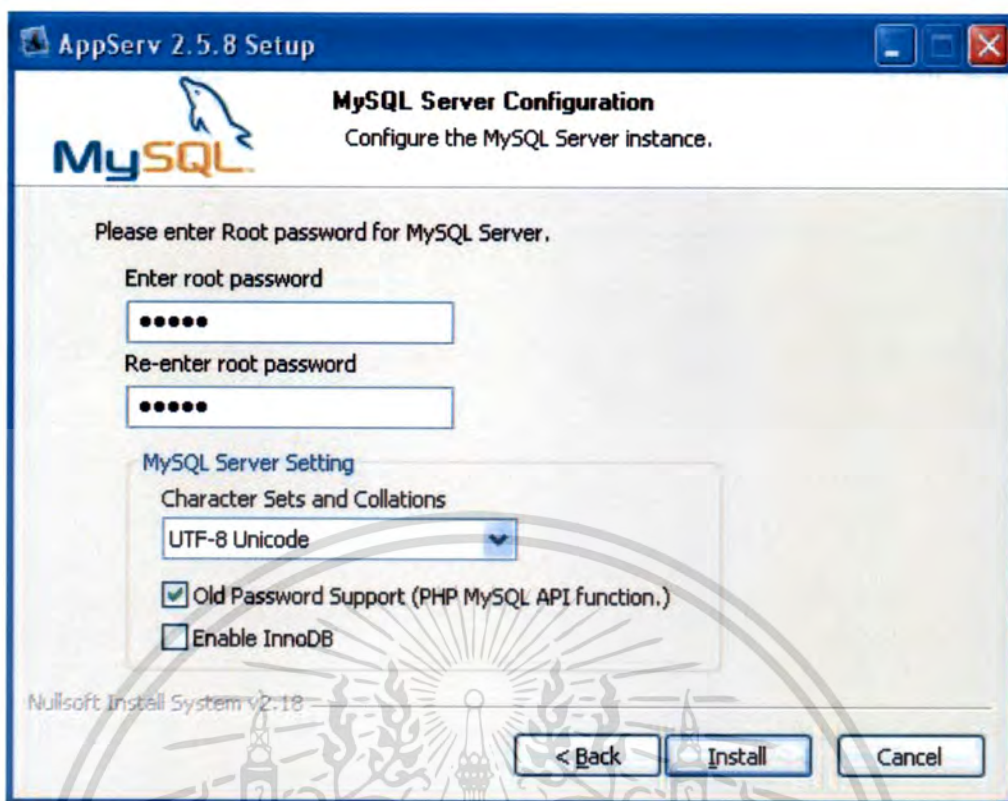 AppServ 2.5.8 Setup
MySQL Server Configuration
Configure the MySQL Server instance.
MySQL
Please enter Root password for MySQL Server.
Enter root password
•••••
Re-enter root password
•••••
MySQL Server Setting
Character Sets and Collations
UTF-8 Unicode
Old Password Support (PHP MySQL API function.)
Enable InnoDB
Nullsoft Install System v2.18
< Back Install Cancel